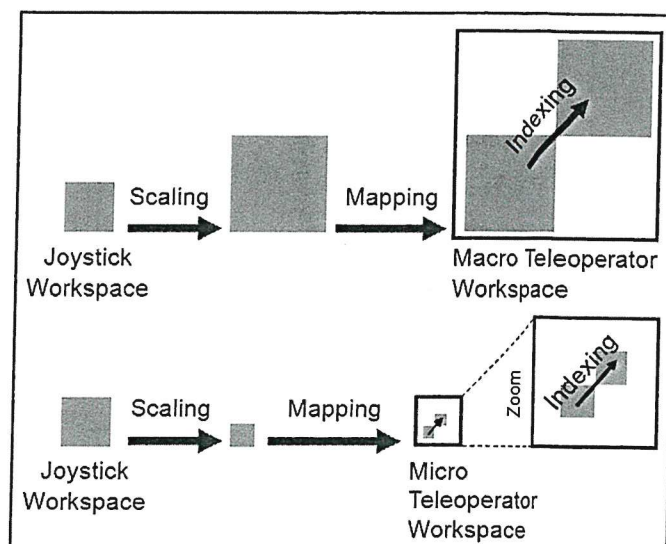 Indexing
Scaling
Mapping
Joystick
Workspace
Macro Teleoperator
Workspace
Scaling
Mapping
Zoom
Indexing
Joystick
Workspace
Micro
Teleoperator
Workspace